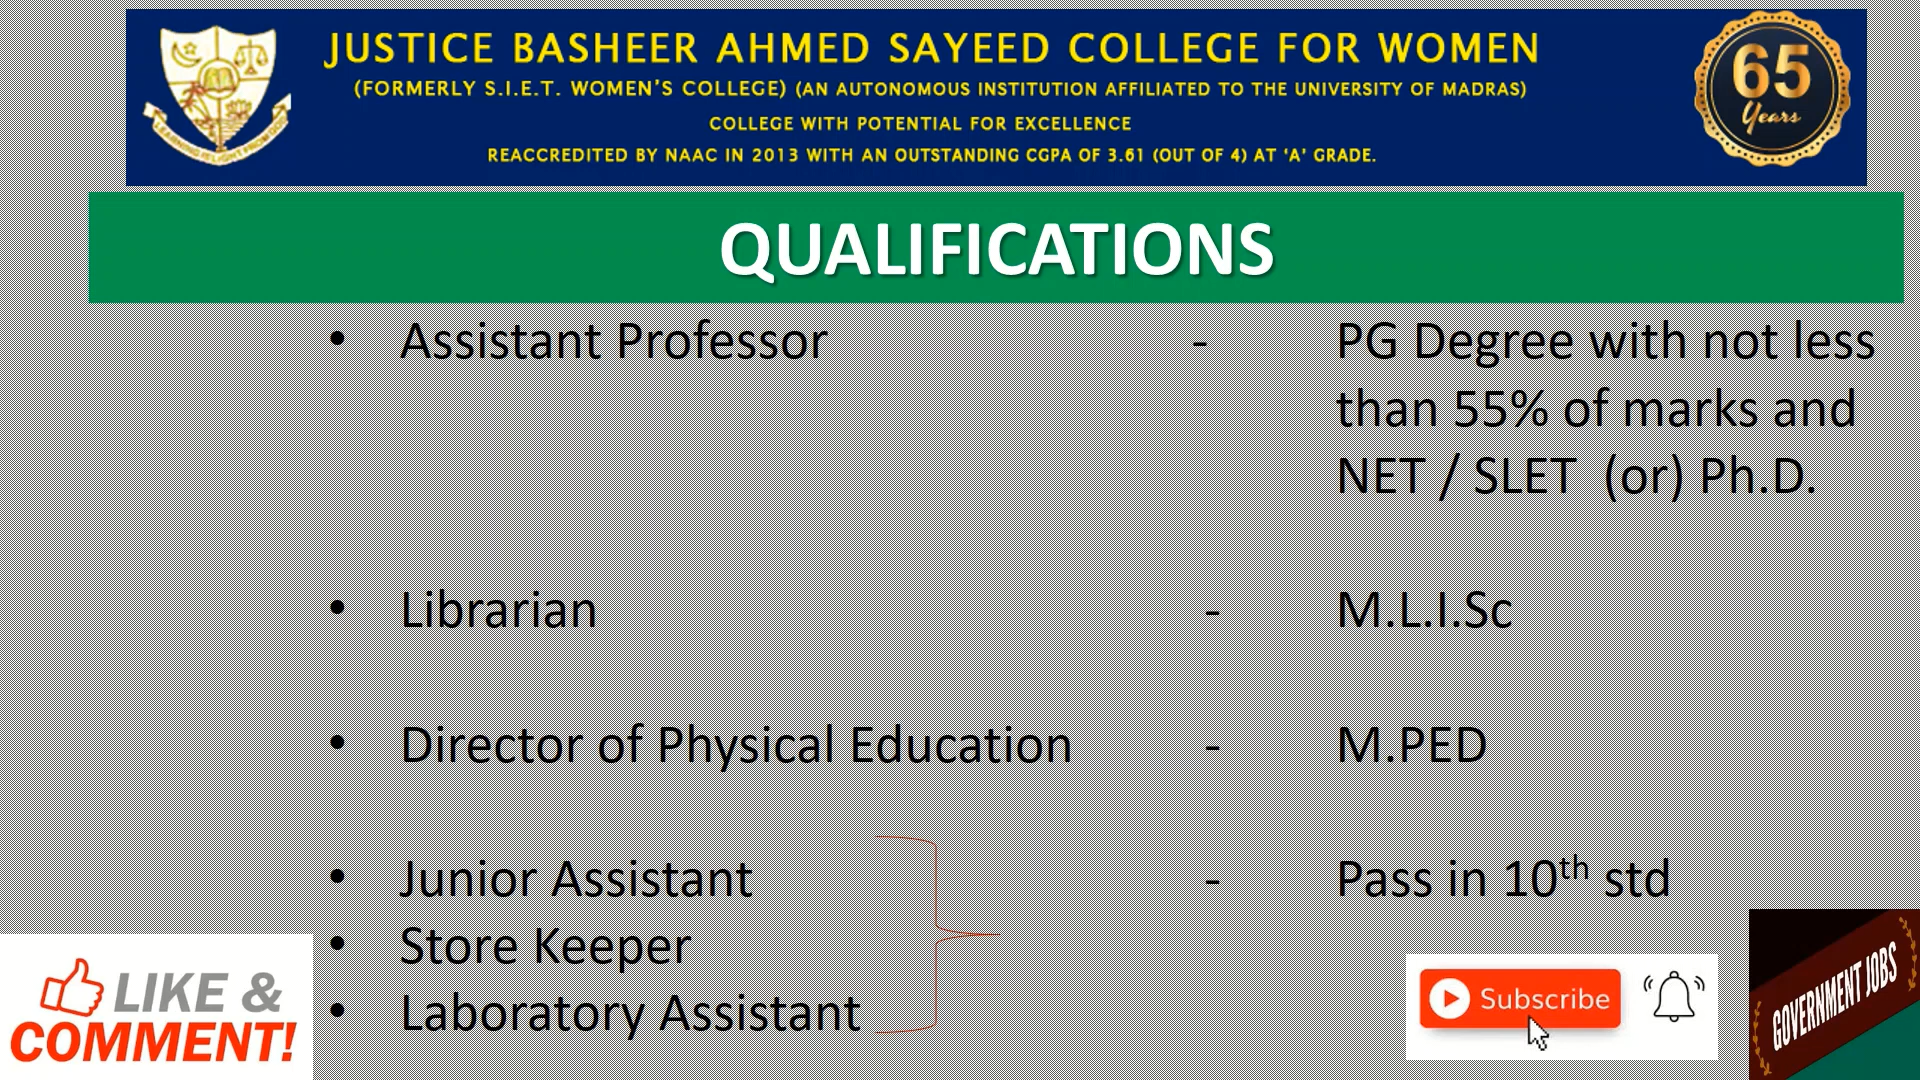 JUSTICE BASHEER AHMED SAYEED COLLEGE FOR WOMEN
(FORMERLY S.I.E.T. WOMEN'S COLLEGE) (AN AUTONOMOUS INSTITUTION AFFILIATED TO THE UNIVERSITY OF MADRAS)
COLLEGE WITH POTENTIAL FOR EXCELLENCE
REACCREDITED BY NAAC IN 2013 WITH AN OUTSTANDING CGPA OF 3.61 (OUT OF 4) AT 'A' GRADE.
65
Years
QUALIFICATIONS
• Assistant Professor - PG Degree with not less
than 55% of marks and
NET / SLET (or) Ph.D.
• Librarian - M.L.I.Sc
• Director of Physical Education - M.PED
• Junior Assistant - Pass in 10th std
• Store Keeper
• Laboratory Assistant
LIKE &
COMMENT!
Subscribe
GOVERNMENT JOBS